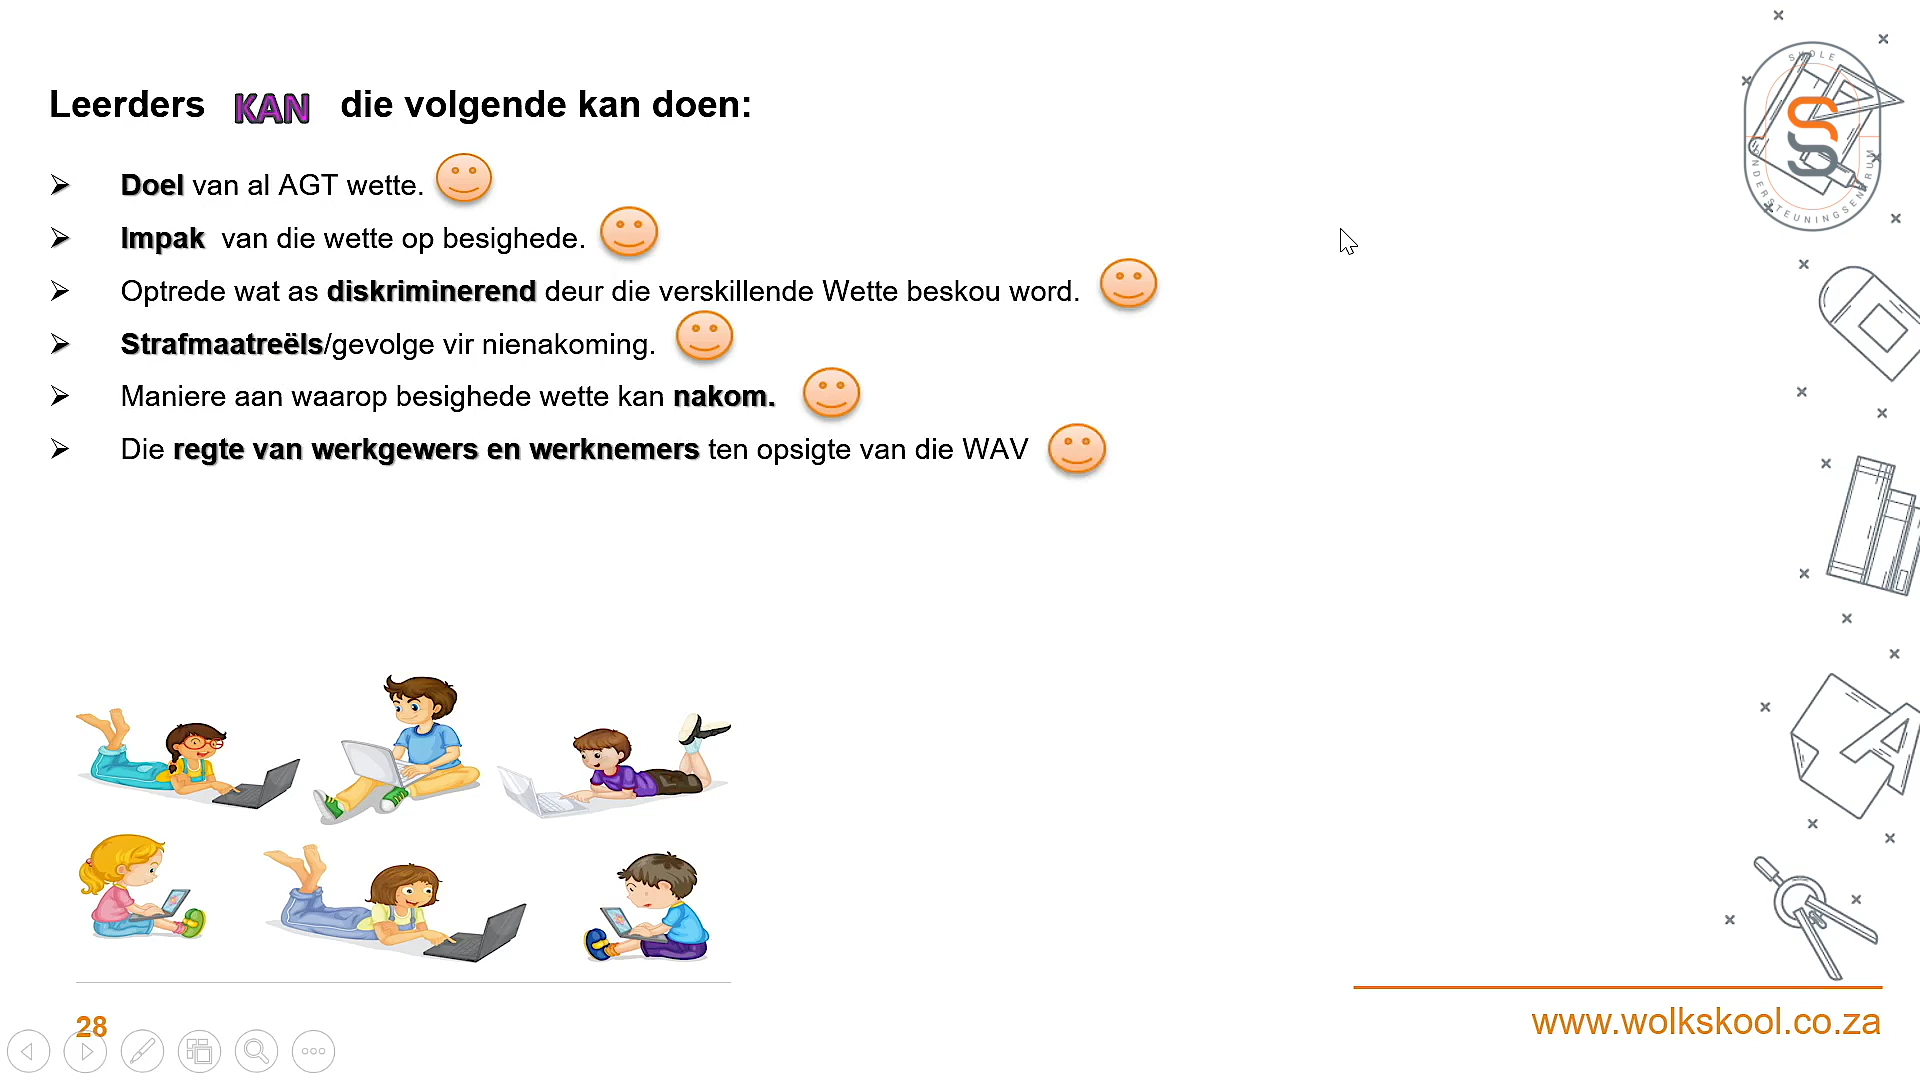 Leerders KAN die volgende kan doen:
Doel van al AGT wette.
Impak van die wette op besighede.
Optrede wat as diskriminerend deur die verskillende Wette beskou word.
Strafmaatreëls/gevolge vir nienakoming.
Maniere aan waarop besighede wette kan nakom.
Die regte van werkgewers en werknemers ten opsigte van die WAV
SKOLE
ONDERSTEUNINGSENTRUM
28
www.wolkskool.co.za